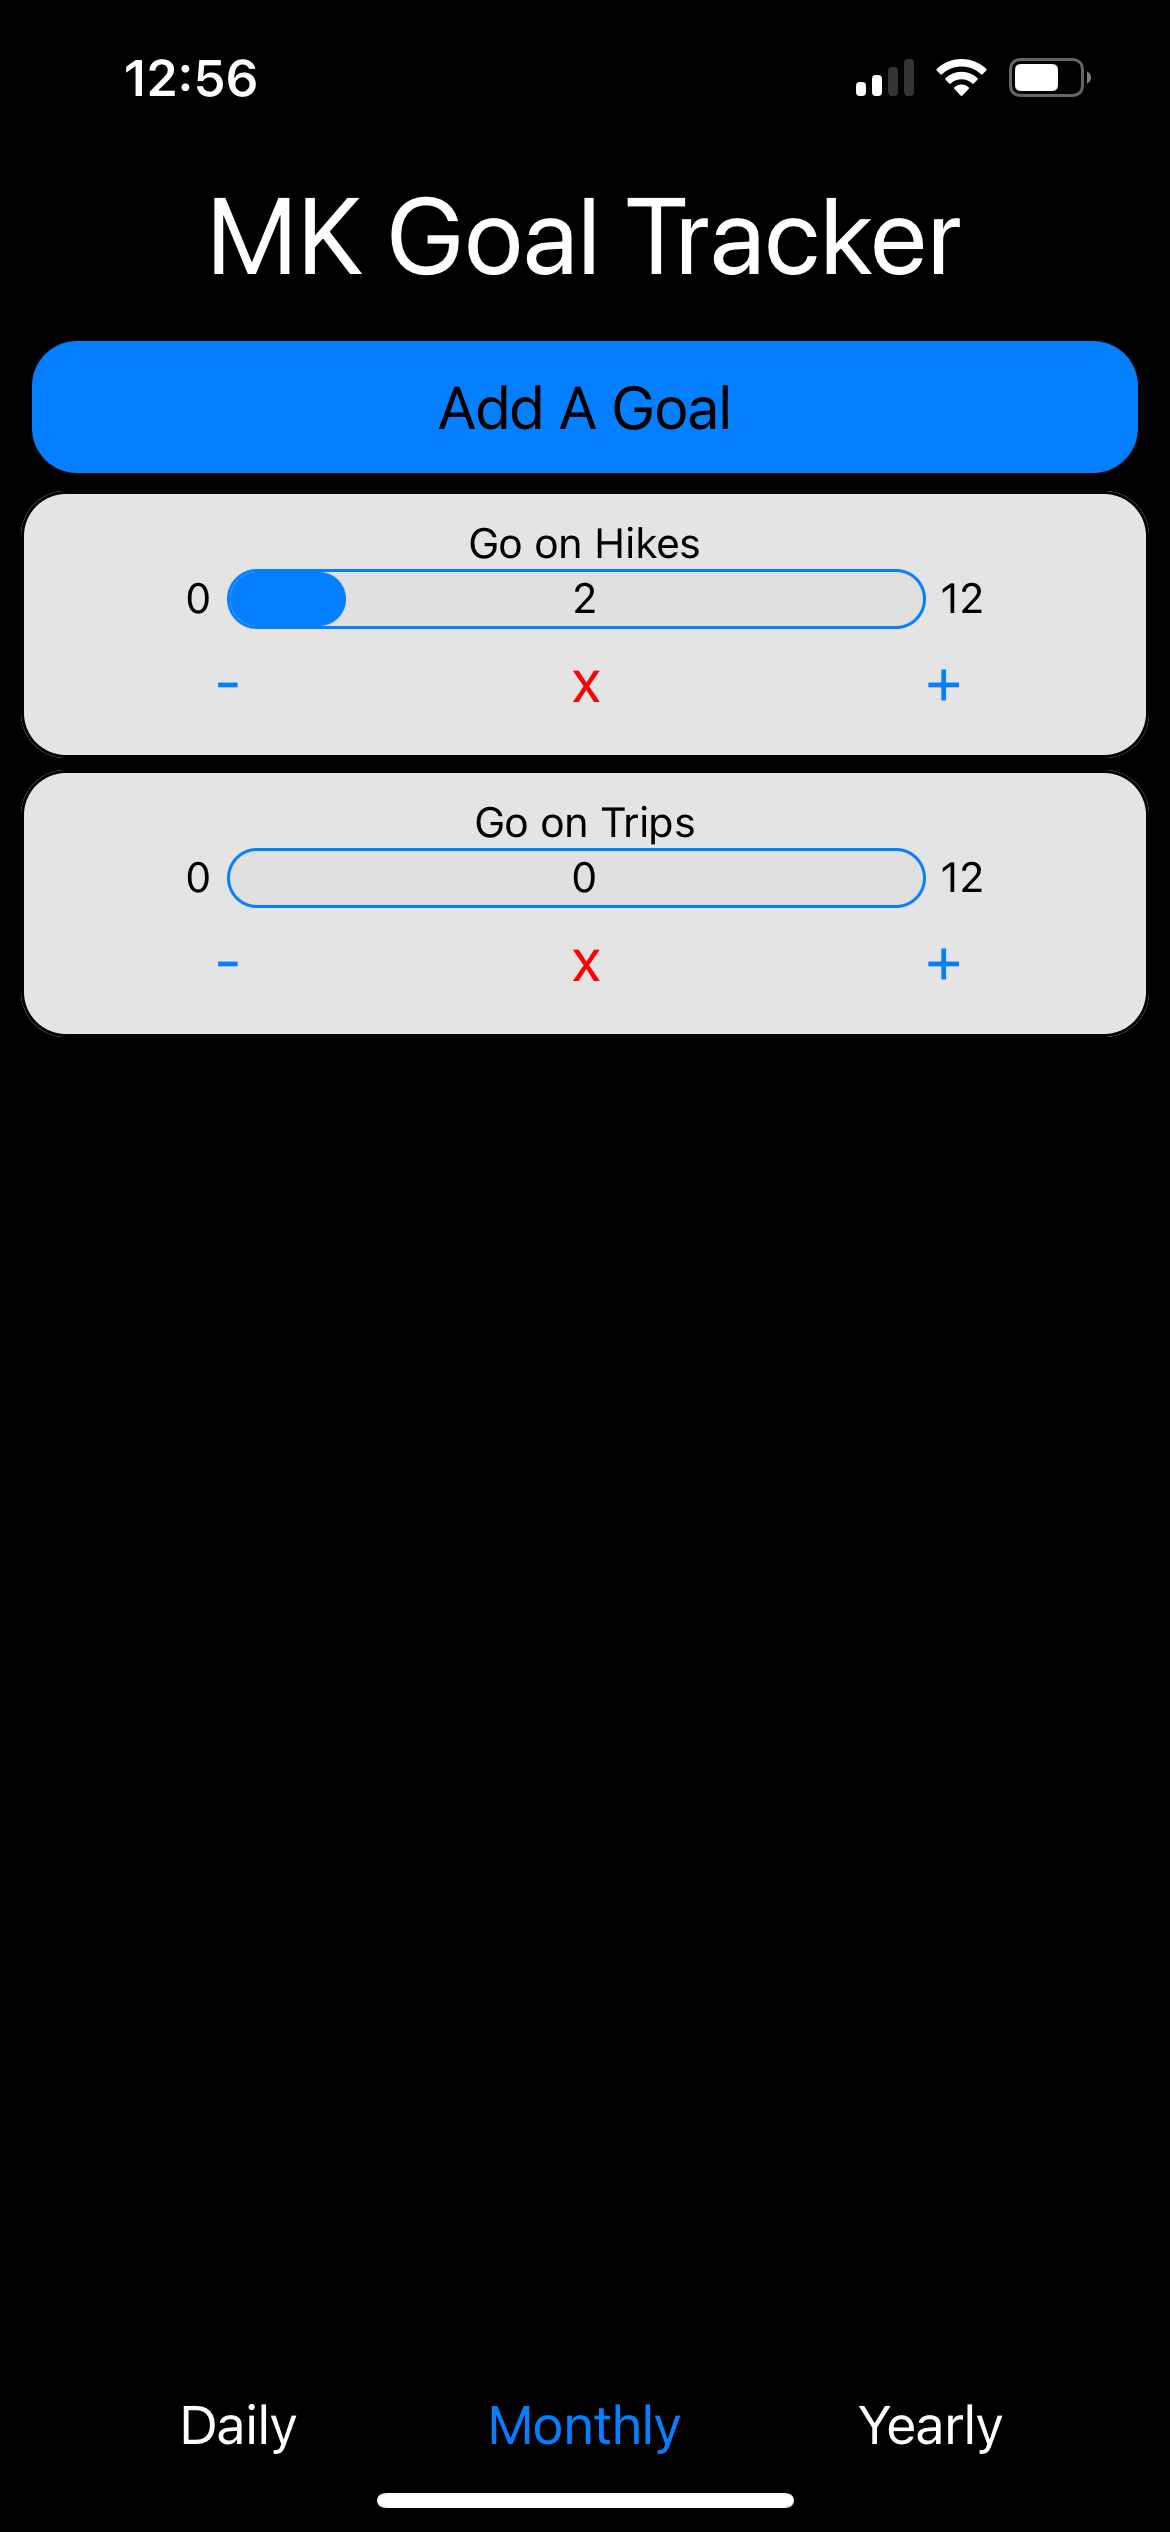 12:56
MK Goal Tracker
Add A Goal
Go on Hikes
0 2 12
- x +
Go on Trips
0 0 12
- x +
Daily Monthly Yearly